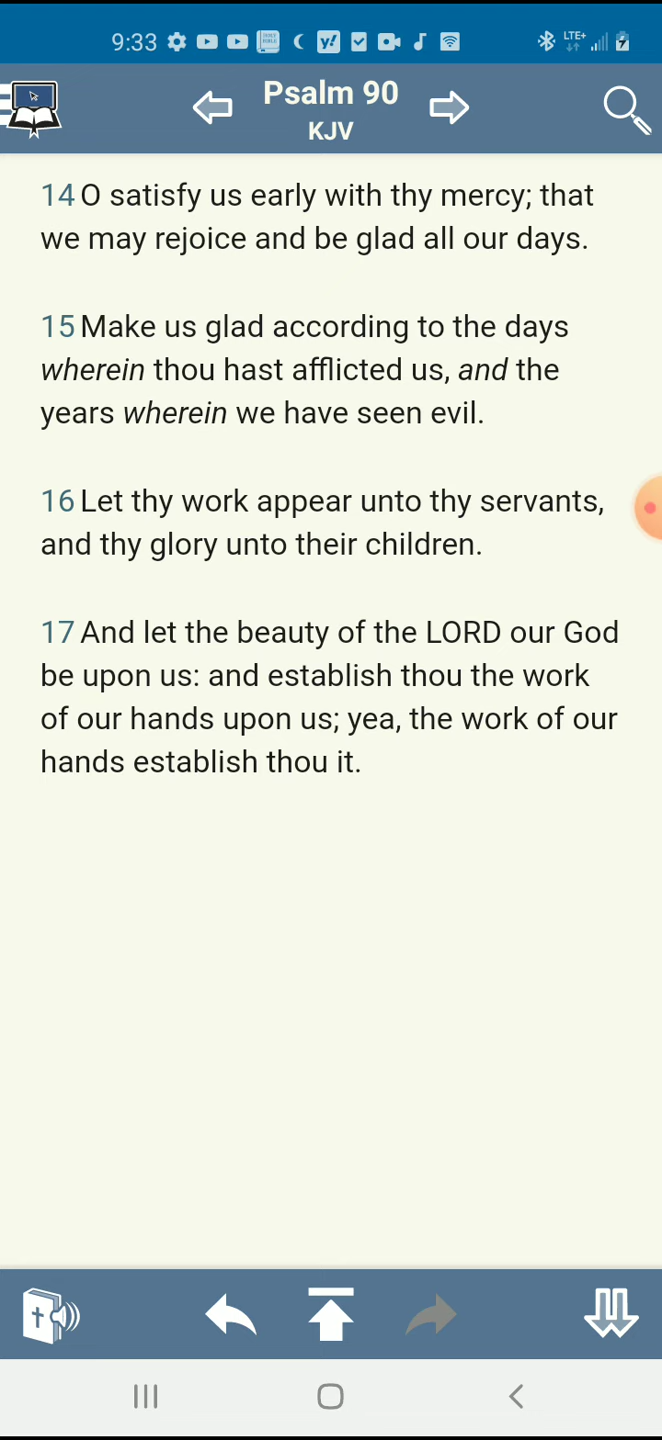 9:33 y! LTE+
Psalm 90
KJV
14 O satisfy us early with thy mercy; that
we may rejoice and be glad all our days.
15 Make us glad according to the days
wherein thou hast afflicted us, and the
years wherein we have seen evil.
16 Let thy work appear unto thy servants,
and thy glory unto their children.
17 And let the beauty of the LORD our God
be upon us: and establish thou the work
of our hands upon us; yea, the work of our
hands establish thou it.